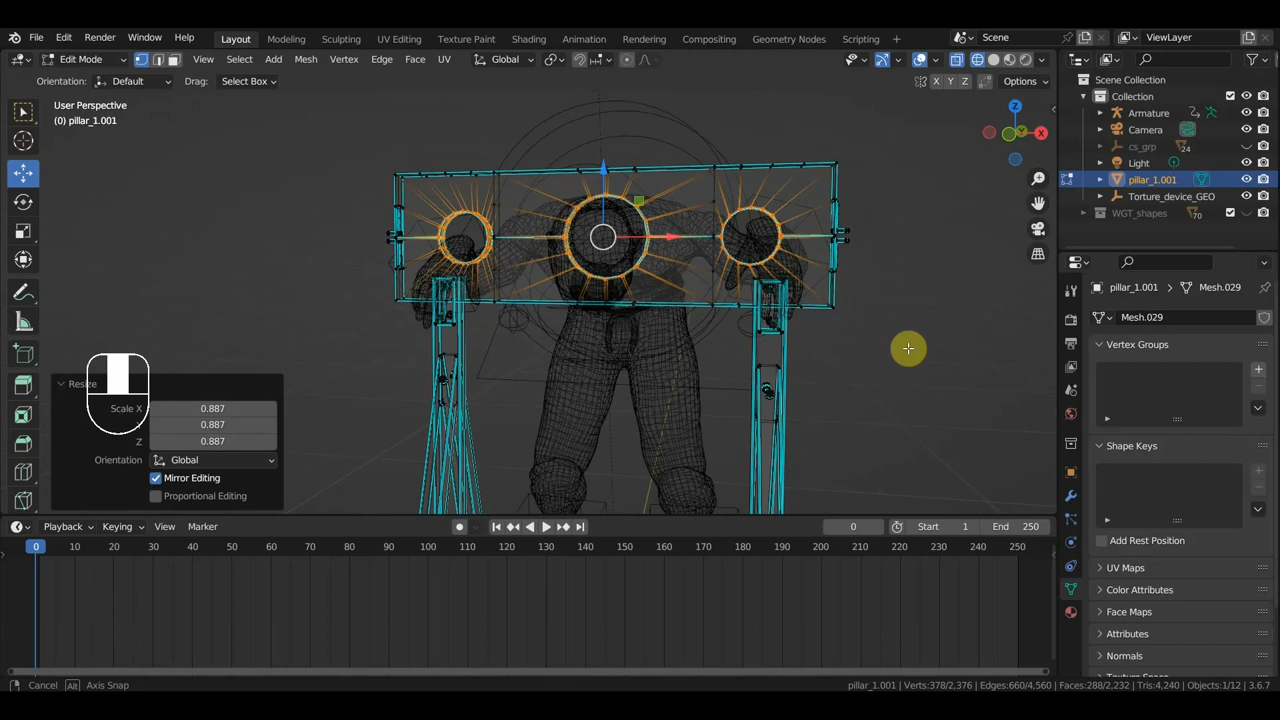 File Edit Render Window Help Layout Modeling Sculpting UV Editing Texture Paint Shading Animation Rendering Compositing Geometry Nodes Scripting + Scene ViewLayer
Edit Mode View Select Add Mesh Vertex Edge Face UV Global
Orientation: Default Drag: Select Box X Y Z Options
User Perspective
(0) pillar_1.001
Z
X
Scene Collection
Collection
Armature
Camera
cs_grp 24
Light
pillar_1.001
Torture_device_GEO
WGT_shapes 70
pillar_1.001 Mesh.029
Mesh.029
Vertex Groups
Shape Keys
Add Rest Position
UV Maps
Color Attributes
Face Maps
Attributes
Normals
Resize
Scale X 0.887
0.887
Z 0.887
Orientation Global
Mirror Editing
Proportional Editing
Playback Keying View Marker 0 Start 1 End 250
0 10 20 30 40 50 60 70 80 90 100 110 120 130 140 150 160 170 180 190 200 210 220 230 240 250
Cancel Alt Axis Snap pillar_1.001 | Verts:378/2,376 | Edges:660/4,560 | Faces:288/2,232 | Tris:4,240 | Objects:1/12 | 3.6.7